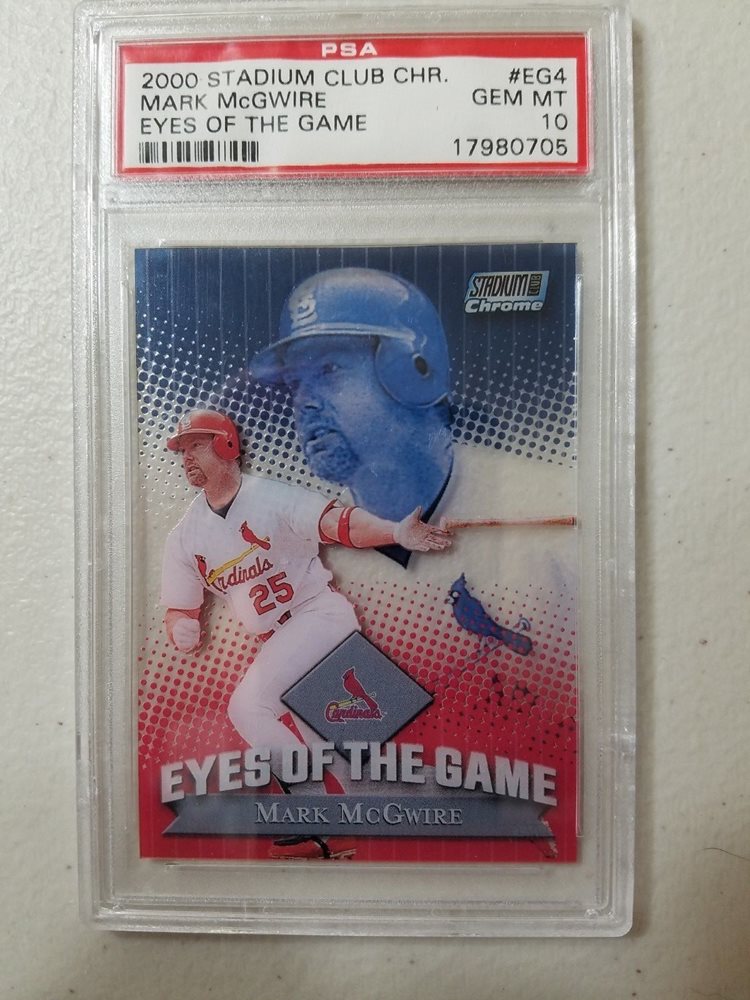 PSA
2000 STADIUM CLUB CHR. #EG4
MARK McGWIRE GEM MT
EYES OF THE GAME 10
17980705
STADIUM CLUB
Chrome
Cardinals
25
Cardinals
EYES OF THE GAME
MARK MCGWIRE